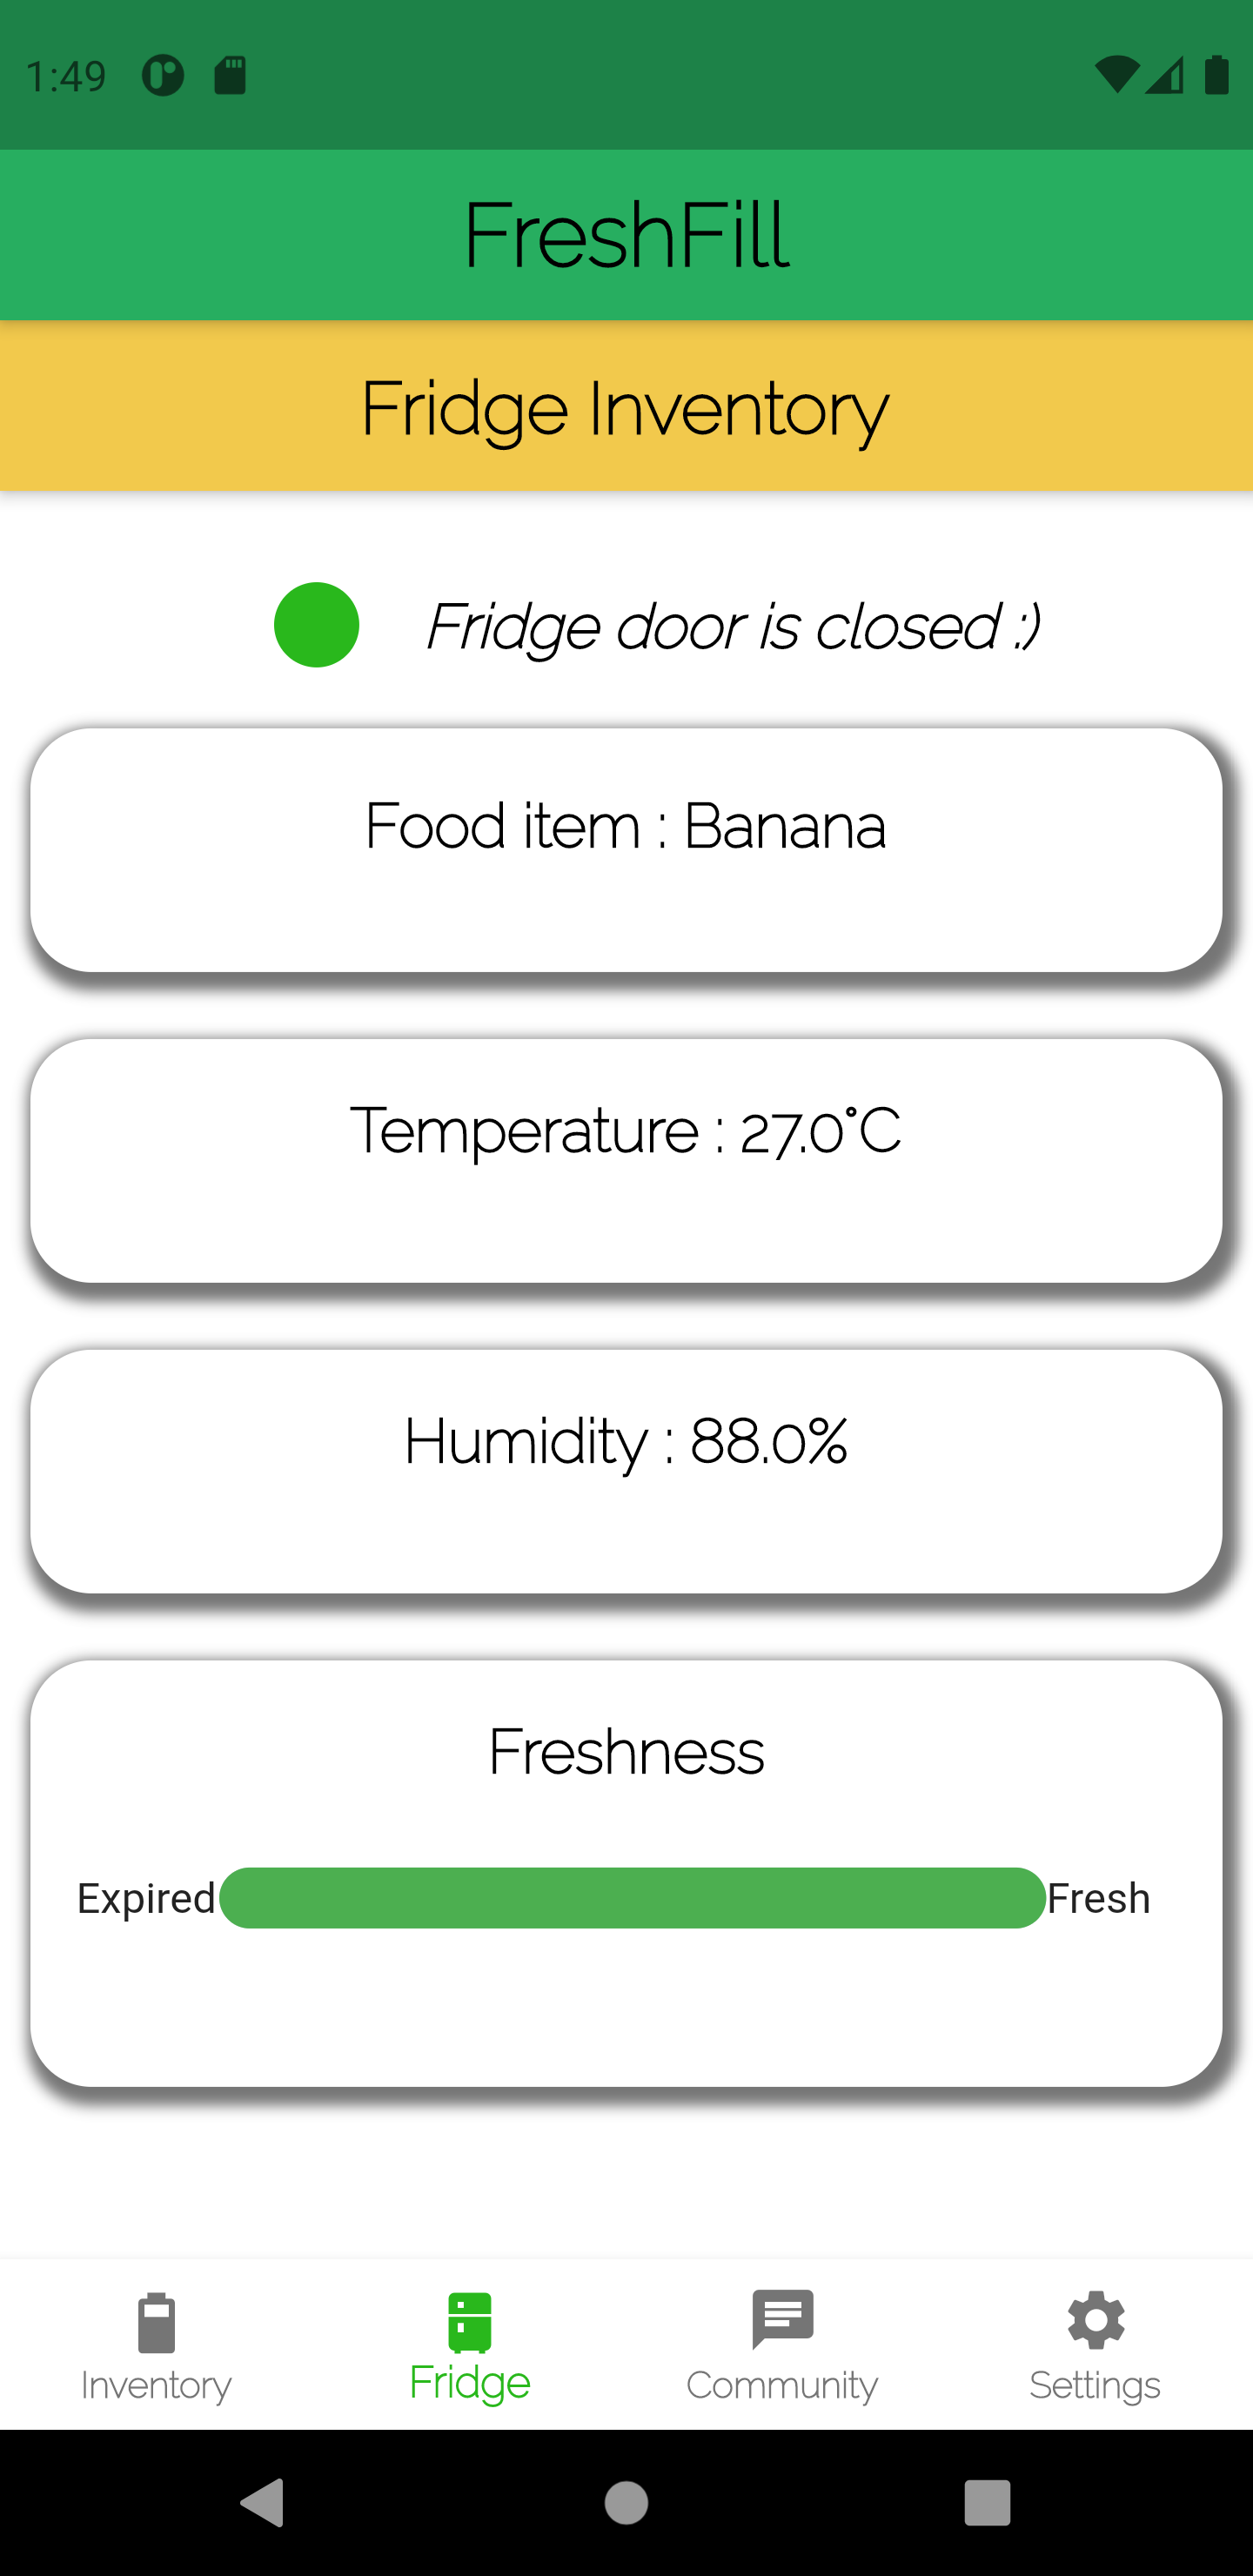 1:49
FreshFill
Fridge Inventory
Fridge door is closed :)
Food item : Banana
Temperature : 27.0°C
Humidity : 88.0%
Freshness
Expired Fresh
Inventory Fridge Community Settings